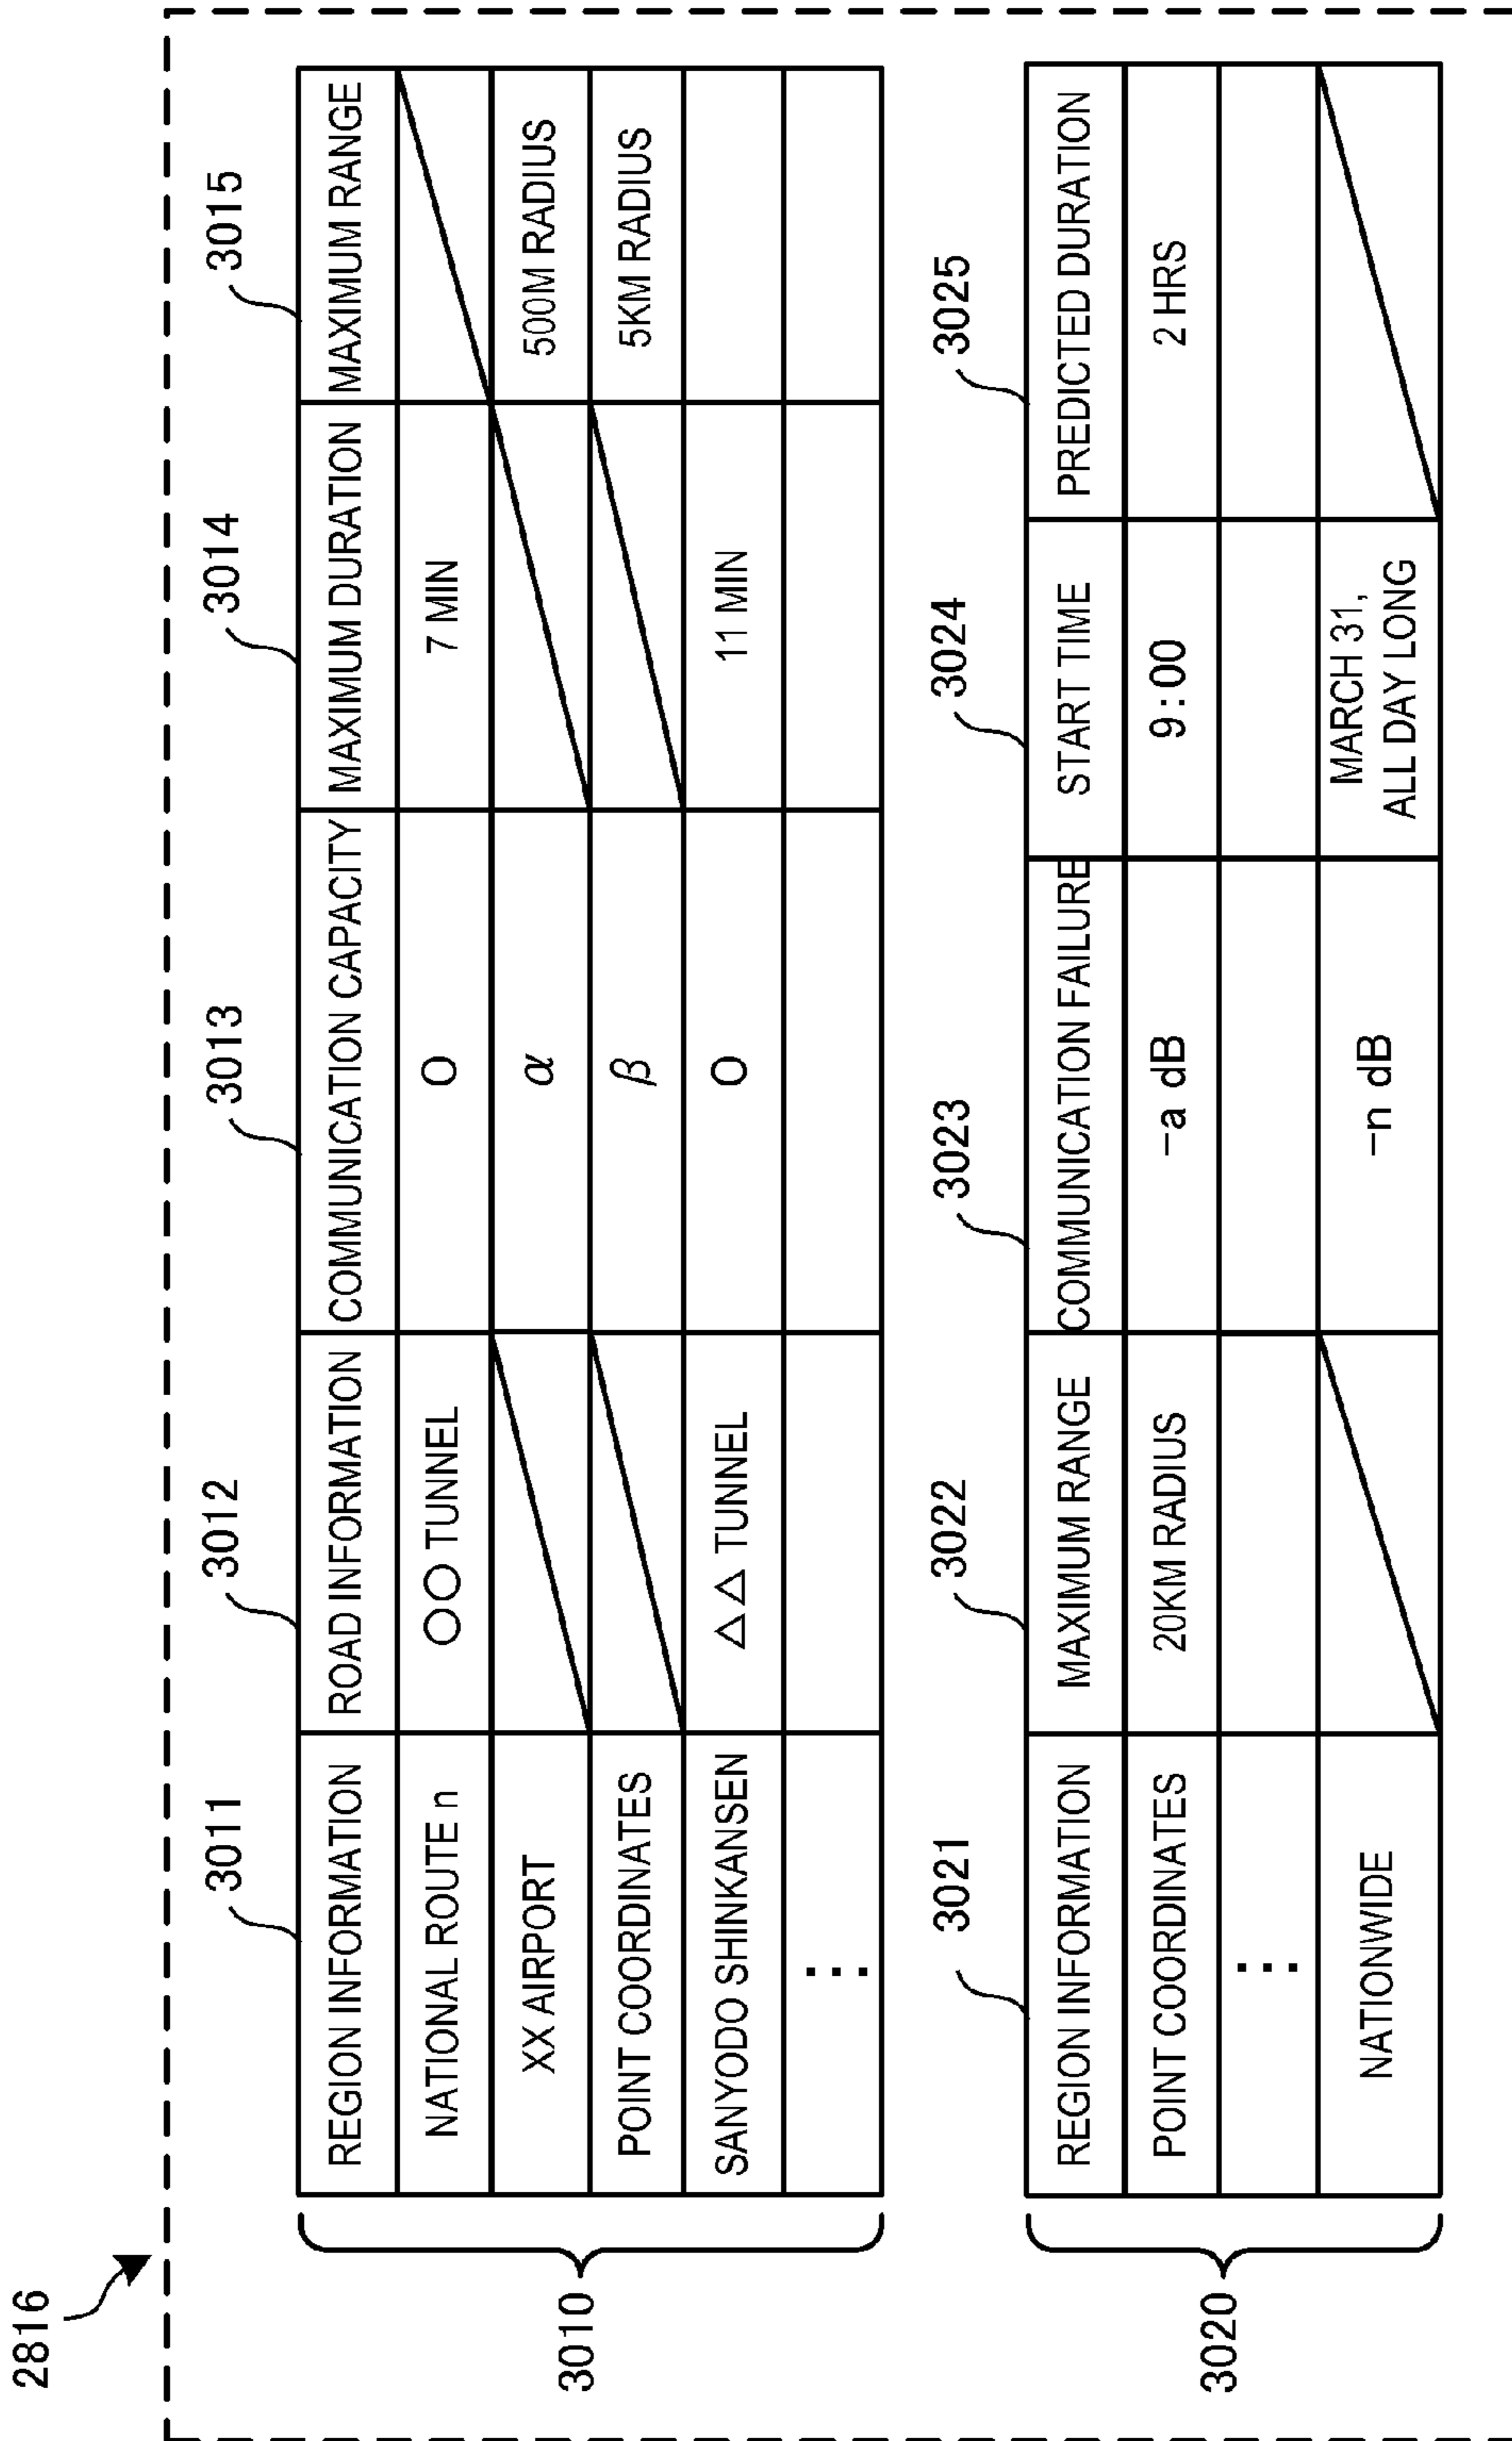 2816
3010
3011
3012
3013
3014
3015
REGION INFORMATION
ROAD INFORMATION
COMMUNICATION CAPACITY
MAXIMUM DURATION
MAXIMUM RANGE
NATIONAL ROUTE n
○○ TUNNEL
0
7 MIN
XX AIRPORT
α
500M RADIUS
POINT COORDINATES
β
5KM RADIUS
SANYODO SHINKANSEN
△△ TUNNEL
0
11 MIN
...
3020
3021
3022
3023
3024
3025
REGION INFORMATION
MAXIMUM RANGE
COMMUNICATION FAILURE
START TIME
PREDICTED DURATION
POINT COORDINATES
20KM RADIUS
−a dB
9:00
2 HRS
...
NATIONWIDE
−n dB
MARCH 31,
ALL DAY LONG